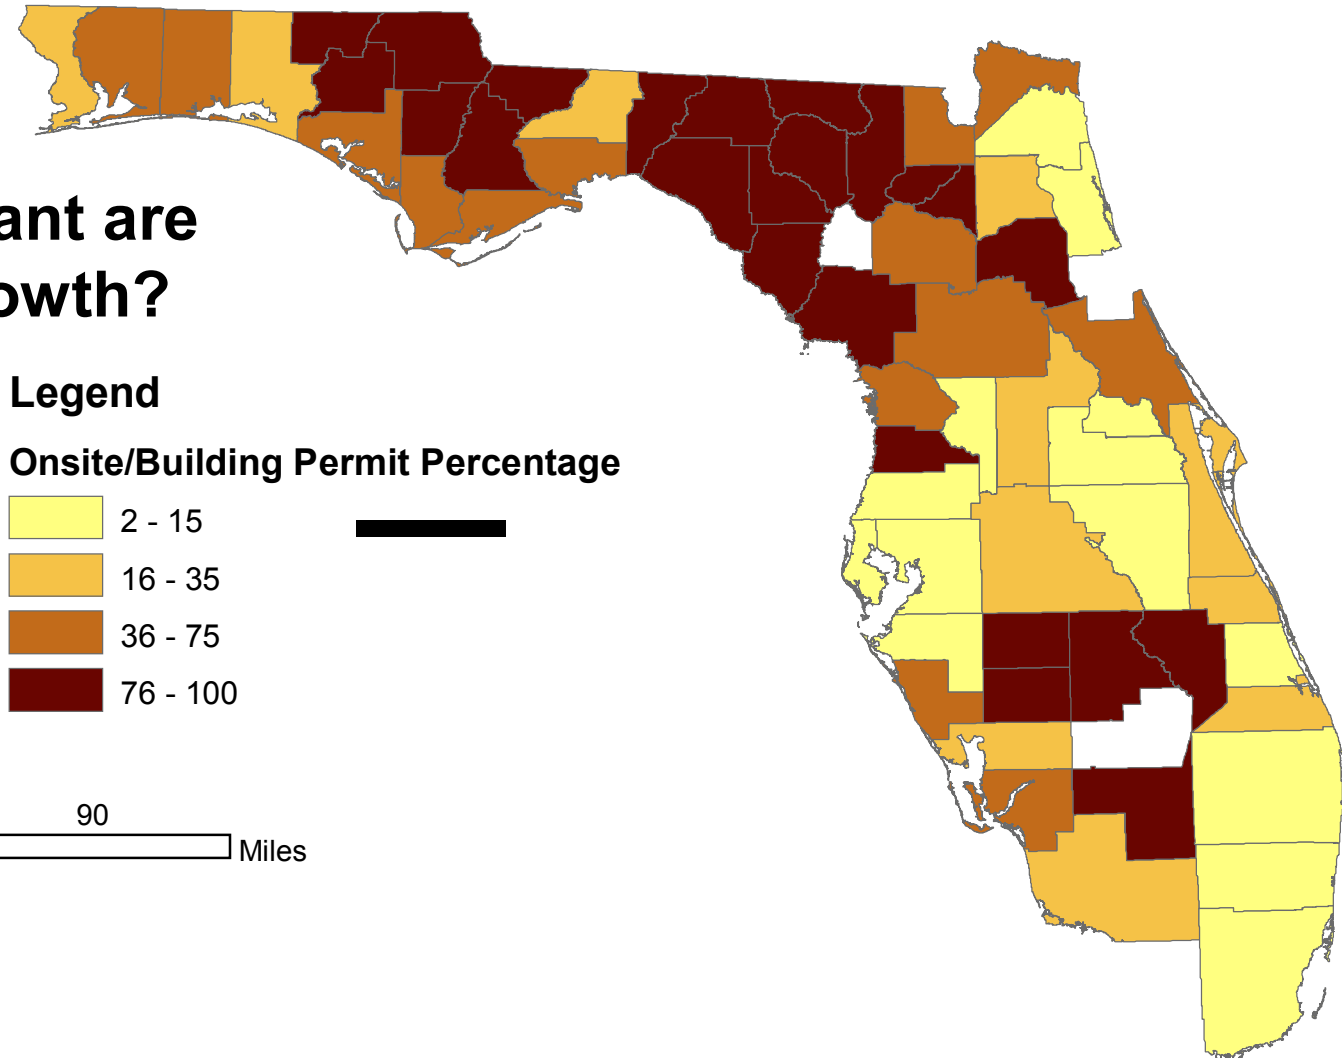 ant are
owth?
Legend
Onsite/Building Permit Percentage
2 - 15
16 - 35
36 - 75
76 - 100
90
Miles